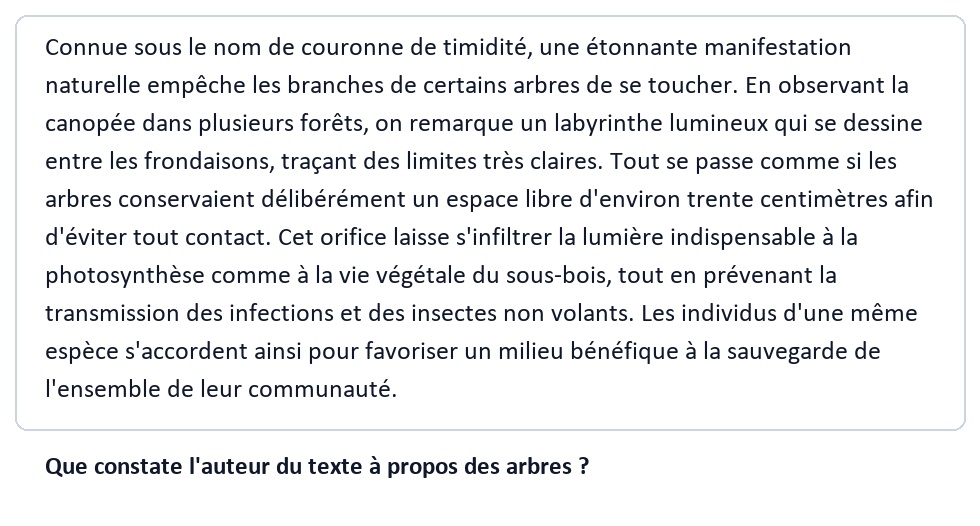 Connue sous le nom de couronne de timidité, une étonnante manifestation
naturelle empêche les branches de certains arbres de se toucher. En observant la
canopée dans plusieurs forêts, on remarque un labyrinthe lumineux qui se dessine
entre les frondaisons, traçant des limites très claires. Tout se passe comme si les
arbres conservaient délibérément un espace libre d'environ trente centimètres afin
d'éviter tout contact. Cet orifice laisse s'infiltrer la lumière indispensable à la
photosynthèse comme à la vie végétale du sous-bois, tout en prévenant la
transmission des infections et des insectes non volants. Les individus d'une même
espèce s'accordent ainsi pour favoriser un milieu bénéfique à la sauvegarde de
l'ensemble de leur communauté.
Que constate l'auteur du texte à propos des arbres ?